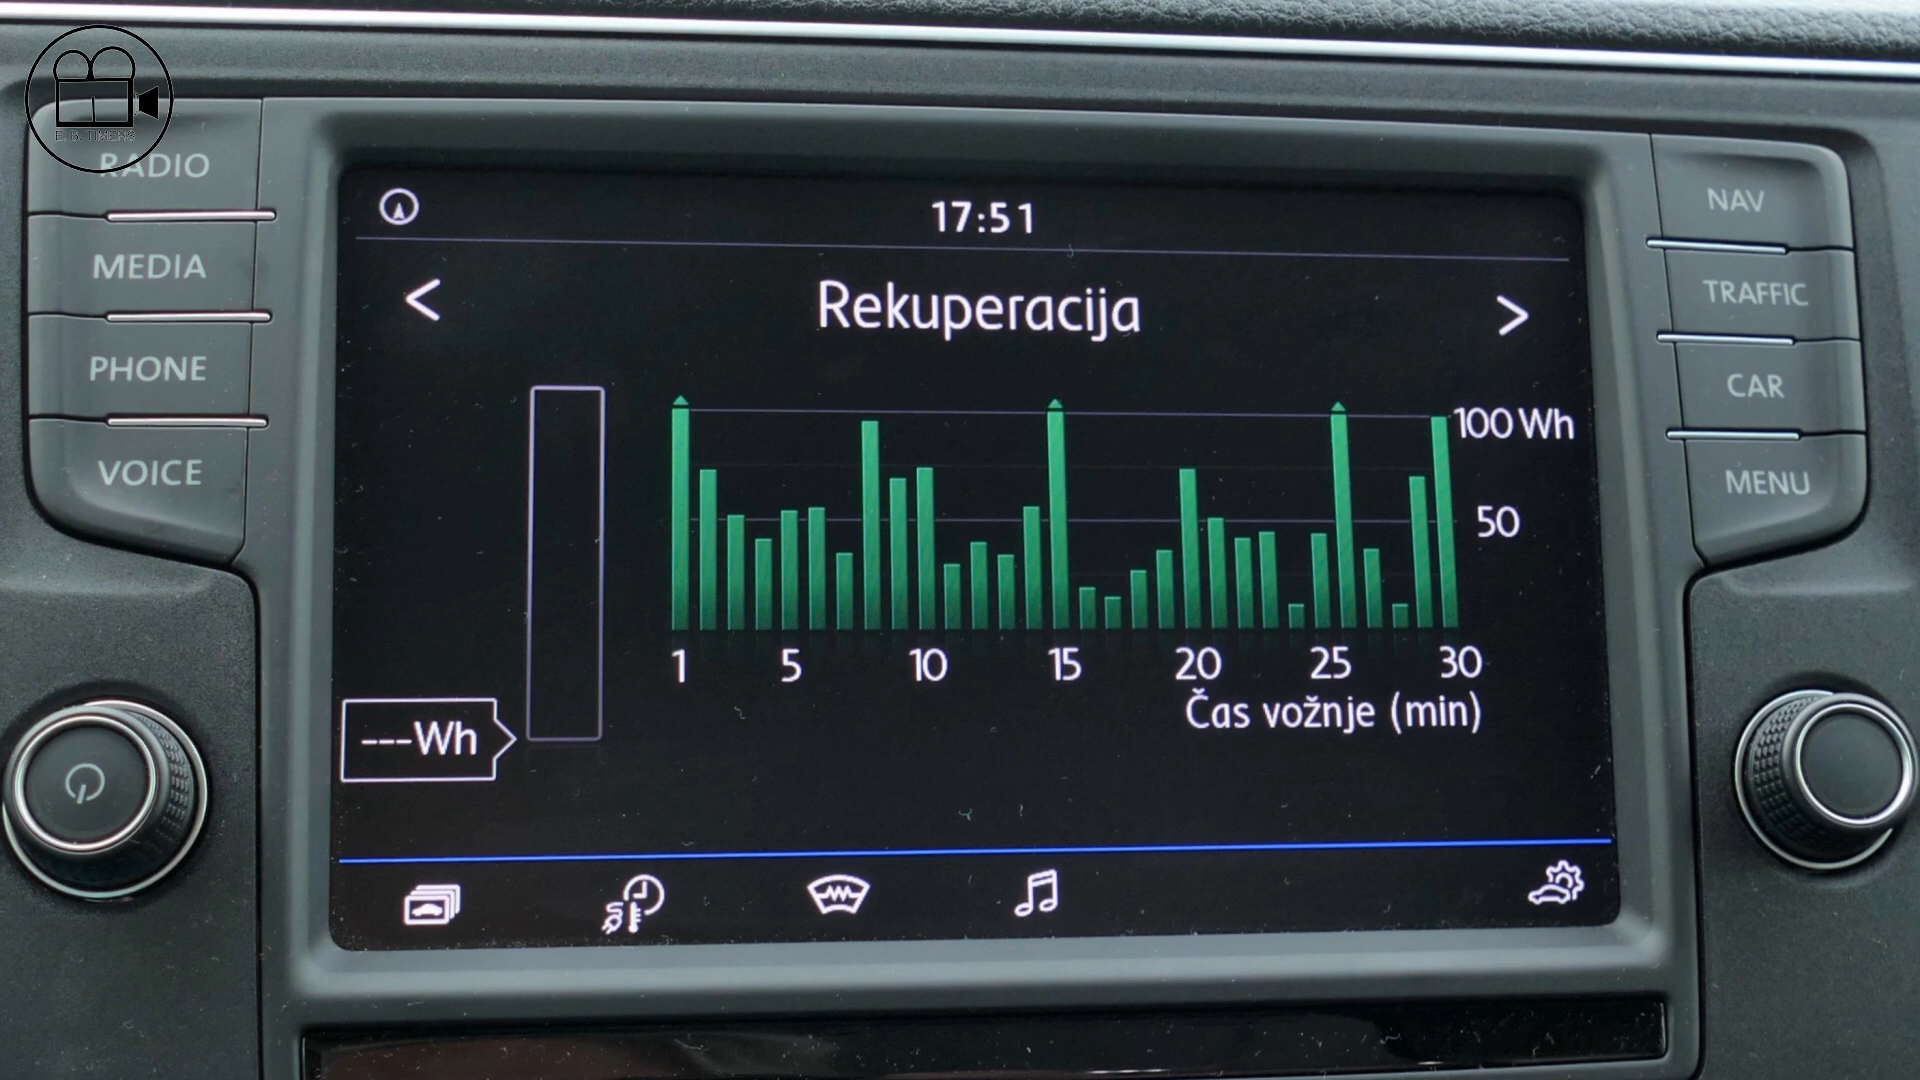 E. B. TIMERS
RADIO
MEDIA
PHONE
VOICE
17:51
Rekuperacija
100 Wh
50
1 5 10 15 20 25 30
Čas vožnje (min)
---Wh
NAV
TRAFFIC
CAR
MENU